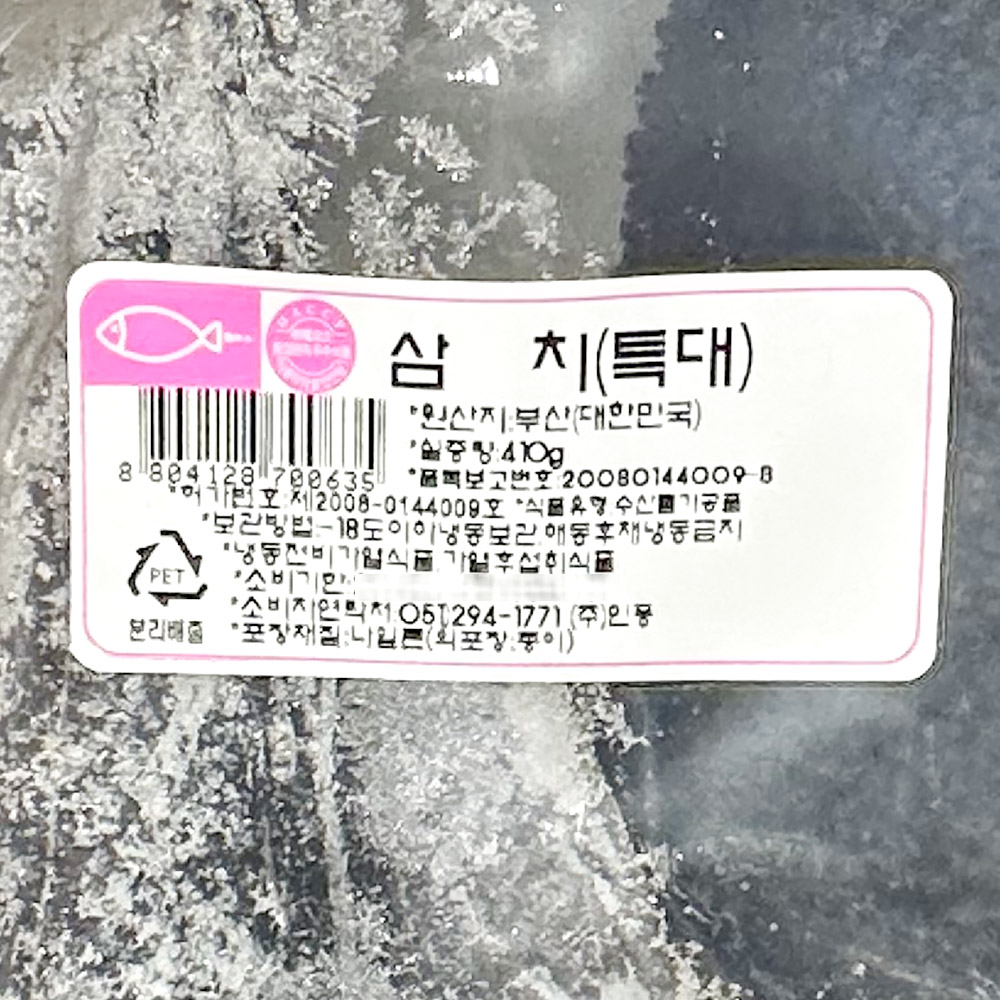 HACCP
삼 치(특대)
*원산지:부산(대한민국)
*실중량:410g
*품목보고번호:20080144009-8
8 804128 700635
*허가번호:제2008-0144009호 *식품유형:수산물가공품
*보관방법:-18도이하냉동보관.해동후재냉동금지
*냉동전비가열식품.가열후섭취식품
PET
*소비기한:
*소비자연락처:051)294-1771 (주)인풍
분리배출
*포장재질:나일론(외포장:종이)